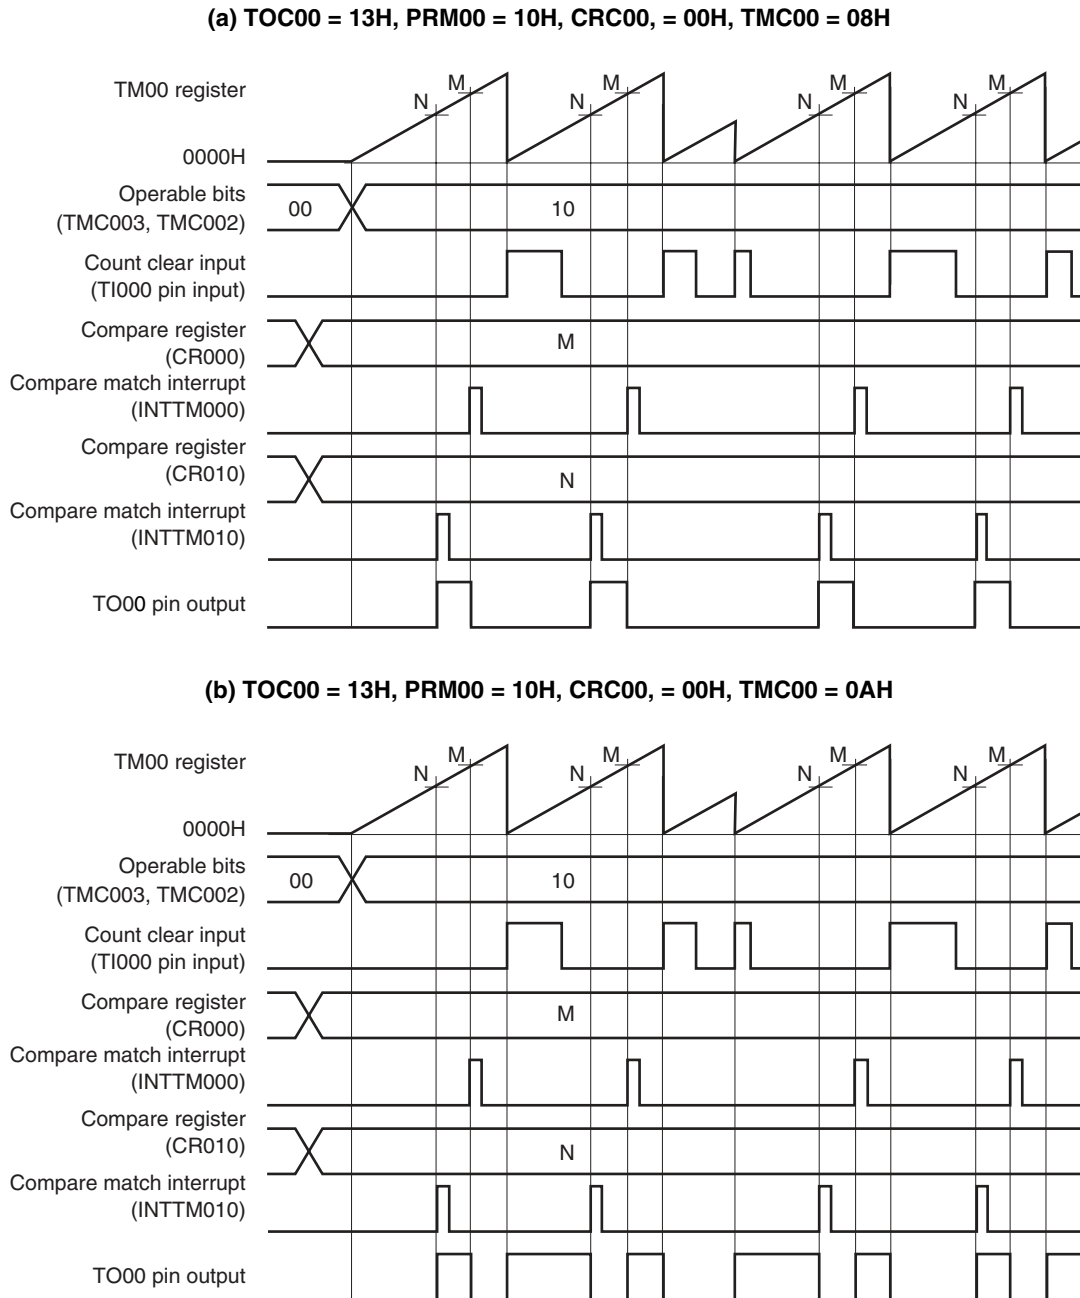 (a) TOC00 = 13H, PRM00 = 10H, CRC00, = 00H, TMC00 = 08H
TM00 register
N
M
N
M
N
M
N
M
0000H
Operable bits
(TMC003, TMC002)
00
10
Count clear input
(TI000 pin input)
Compare register
(CR000)
M
Compare match interrupt
(INTTM000)
Compare register
(CR010)
N
Compare match interrupt
(INTTM010)
TO00 pin output
(b) TOC00 = 13H, PRM00 = 10H, CRC00, = 00H, TMC00 = 0AH
TM00 register
N
M
N
M
N
M
N
M
0000H
Operable bits
(TMC003, TMC002)
00
10
Count clear input
(TI000 pin input)
Compare register
(CR000)
M
Compare match interrupt
(INTTM000)
Compare register
(CR010)
N
Compare match interrupt
(INTTM010)
TO00 pin output